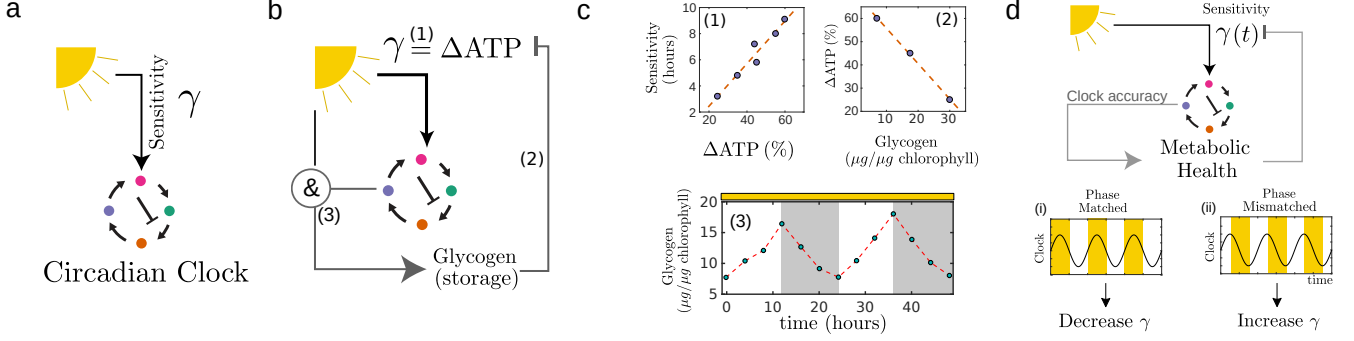 a
Sensitivity
γ
Circadian Clock
b
γ = ΔATP
(1)
(2)
&
(3)
Glycogen
(storage)
c
Sensitivity
(hours)
10
8
6
4
2
(1)
20
40
60
ΔATP (%)
ΔATP (%)
60
50
40
30
20
(2)
10
20
30
Glycogen
(μg/μg chlorophyll)
Glycogen
(μg/μg chlorophyll)
20
15
10
5
(3)
0
10
20
30
40
time (hours)
d
Sensitivity
γ(t)
Clock accuracy
Metabolic
Health
(i)
Phase
Matched
Clock
Decrease γ
(ii)
Phase
Mismatched
Clock
time
Increase γ